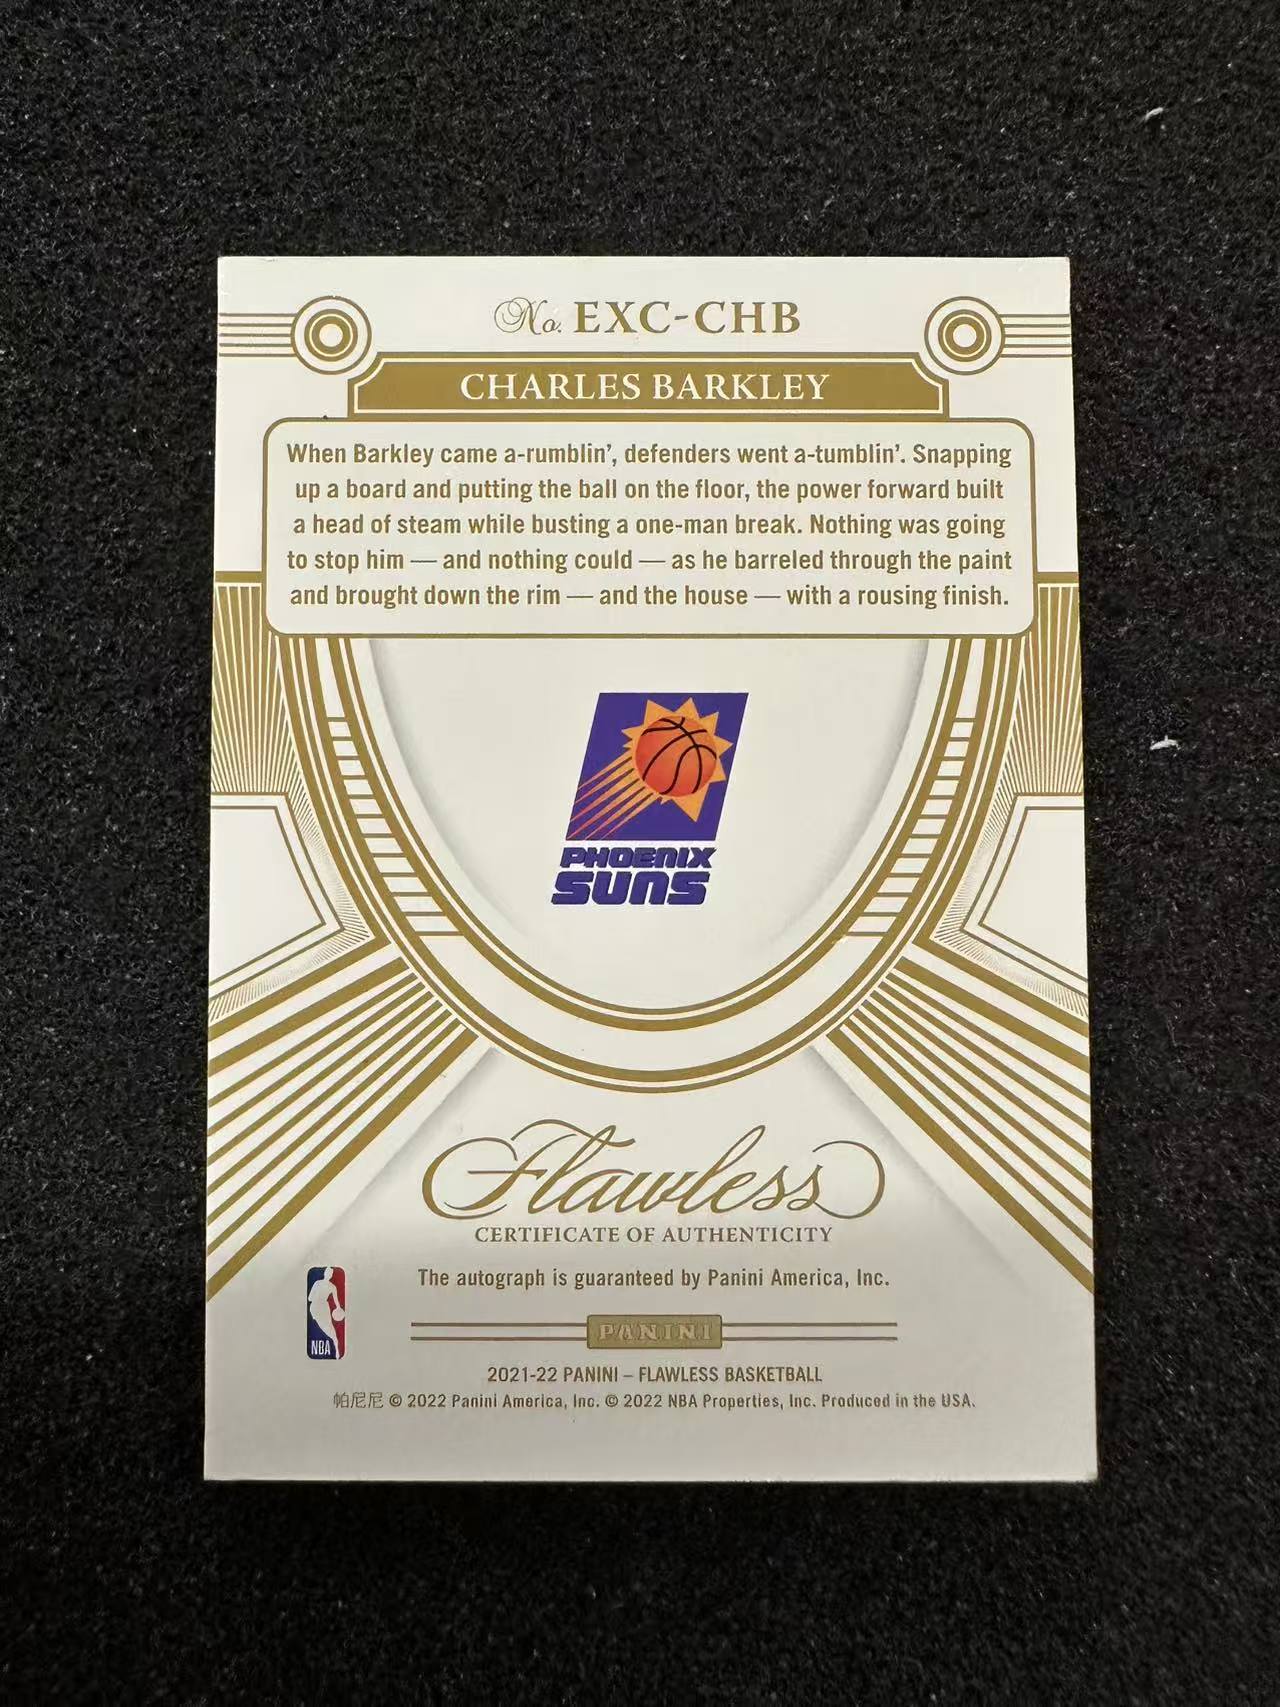 No. EXC-CHB
CHARLES BARKLEY
When Barkley came a-rumblin’, defenders went a-tumblin’. Snapping
up a board and putting the ball on the floor, the power forward built
a head of steam while busting a one-man break. Nothing was going
to stop him — and nothing could — as he barreled through the paint
and brought down the rim — and the house — with a rousing finish.
PHOENIX
SUNS
Flawless
CERTIFICATE OF AUTHENTICITY
The autograph is guaranteed by Panini America, Inc.
NBA
PANINI
2021-22 PANINI – FLAWLESS BASKETBALL
帕尼尼 © 2022 Panini America, Inc. © 2022 NBA Properties, Inc. Produced in the USA.